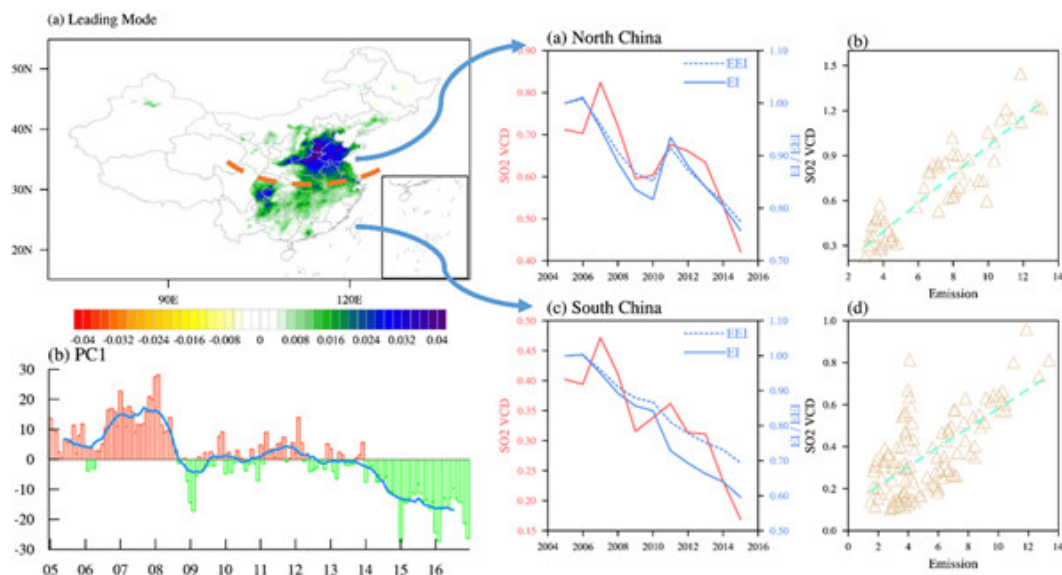 (a) Leading Mode
50N
40N
30N
20N
90E 120E
-0.04 -0.032 -0.024 -0.016 -0.008 0 0.008 0.016 0.024 0.032 0.04
(b) PC1
30
20
10
0
-10
-20
-30
05 06 07 08 09 10 11 12 13 14 15 16
(a) North China
SO2 VCD
0.90
0.80
0.70
0.60
0.50
0.40
EEI
EI
1.10
1.00
0.90
0.80
0.70
EI / EEI
2004 2006 2008 2010 2012 2014 2016
(b)
SO2 VCD
1.5
1.2
0.9
0.6
0.3
2 4 6 8 10 12 14
Emission
(c) South China
SO2 VCD
0.50
0.45
0.40
0.35
0.30
0.25
0.20
0.15
EEI
EI
1.00
0.90
0.80
0.70
0.60
0.50
EI / EEI
2004 2006 2008 2010 2012 2014 2016
(d)
SO2 VCD
1.0
0.8
0.6
0.4
0.2
0.0
0 2 4 6 8 10 12 14
Emission